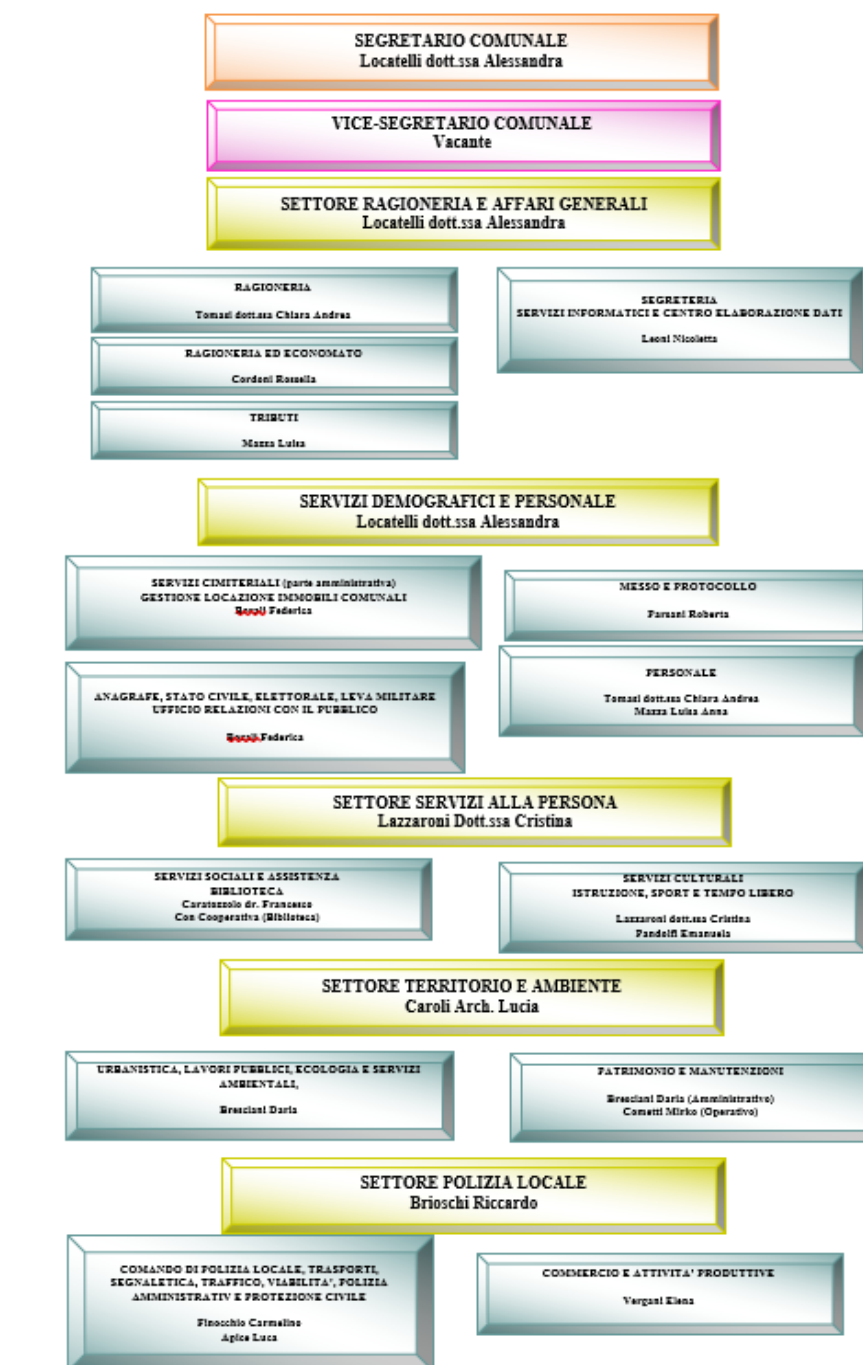 SEGRETARIO COMUNALE
Locatelli dott.ssa Alessandra
VICE-SEGRETARIO COMUNALE
Vacante
SETTORE RAGIONERIA E AFFARI GENERALI
Locatelli dott.ssa Alessandra
RAGIONERIA
Tomasi dott.ssa Chiara Andrea
RAGIONERIA ED ECONOMATO
Cordoni Rossella
TRIBUTI
Mazza Luisa
SEGRETERIA
SERVIZI INFORMATICI E CENTRO ELABORAZIONE DATI
Leoni Nicoletta
SERVIZI DEMOGRAFICI E PERSONALE
Locatelli dott.ssa Alessandra
SERVIZI CIMITERIALI (parte amministrativa)
GESTIONE LOCAZIONE IMMOBILI COMUNALI
Federica
MESSO E PROTOCOLLO
Roberta
ANAGRAFE, STATO CIVILE, ELETTORALE, LEVA MILITARE
UFFICIO RELAZIONI CON IL PUBBLICO
Federica
PERSONALE
Tomasi dott.ssa Chiara Andrea
Mazza Luisa Anna
SETTORE SERVIZI ALLA PERSONA
Lazzaroni Dott.ssa Cristina
SERVIZI SOCIALI E ASSISTENZA
BIBLIOTECA
Caratozzolo dr. Francesco
Con Cooperativa (Biblioteca)
SERVIZI CULTURALI
ISTRUZIONE, SPORT E TEMPO LIBERO
Lazzaroni dott.ssa Cristina
Pandolfi Emanuela
SETTORE TERRITORIO E AMBIENTE
Caroli Arch. Lucia
URBANISTICA, LAVORI PUBBLICI, ECOLOGIA E SERVIZI
AMBIENTALI,
Bresciani Daria
PATRIMONIO E MANUTENZIONI
Bresciani Daria (Amministrativo)
Cometti Mirko (Operativo)
SETTORE POLIZIA LOCALE
Brioschi Riccardo
COMANDO DI POLIZIA LOCALE, TRASPORTI,
SEGNALETICA, TRAFFICO, VIABILITA', POLIZIA
AMMINISTRATIV E PROTEZIONE CIVILE
Finocchio Carmelino
Apice Luca
COMMERCIO E ATTIVITA' PRODUTTIVE
Vergani Elena